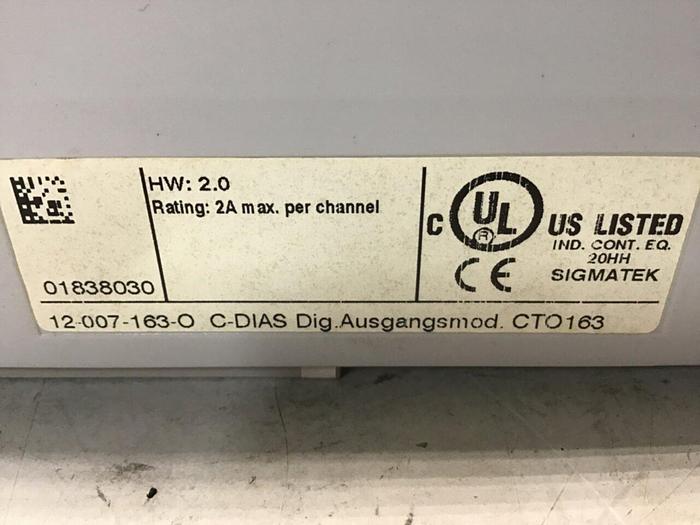 HW: 2.0
Rating: 2A max. per channel
01838030
C UL US LISTED
®
IND. CONT. EQ.
20HH
CE SIGMATEK
12-007-163-O C-DIAS Dig.Ausgangsmod. CTO163